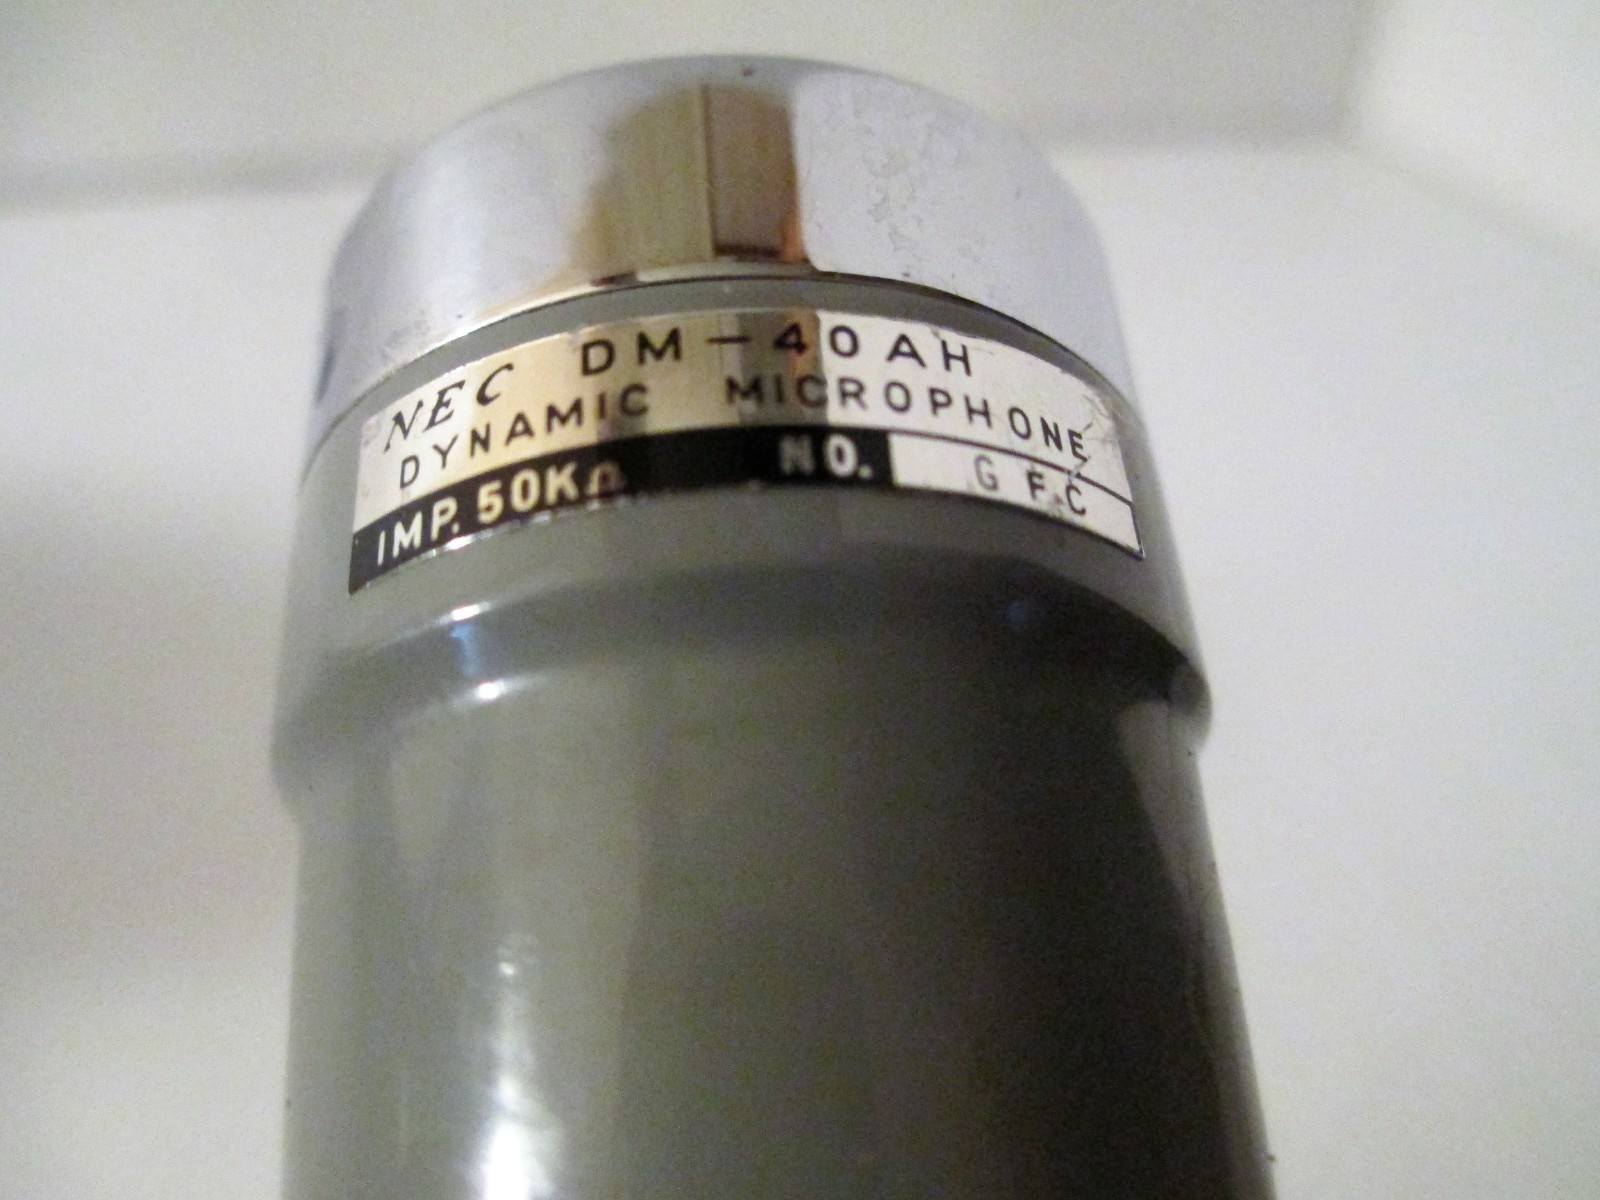 NEC DM-40AH
DYNAMIC MICROPHONE
IMP. 50KΩ NO. GFC